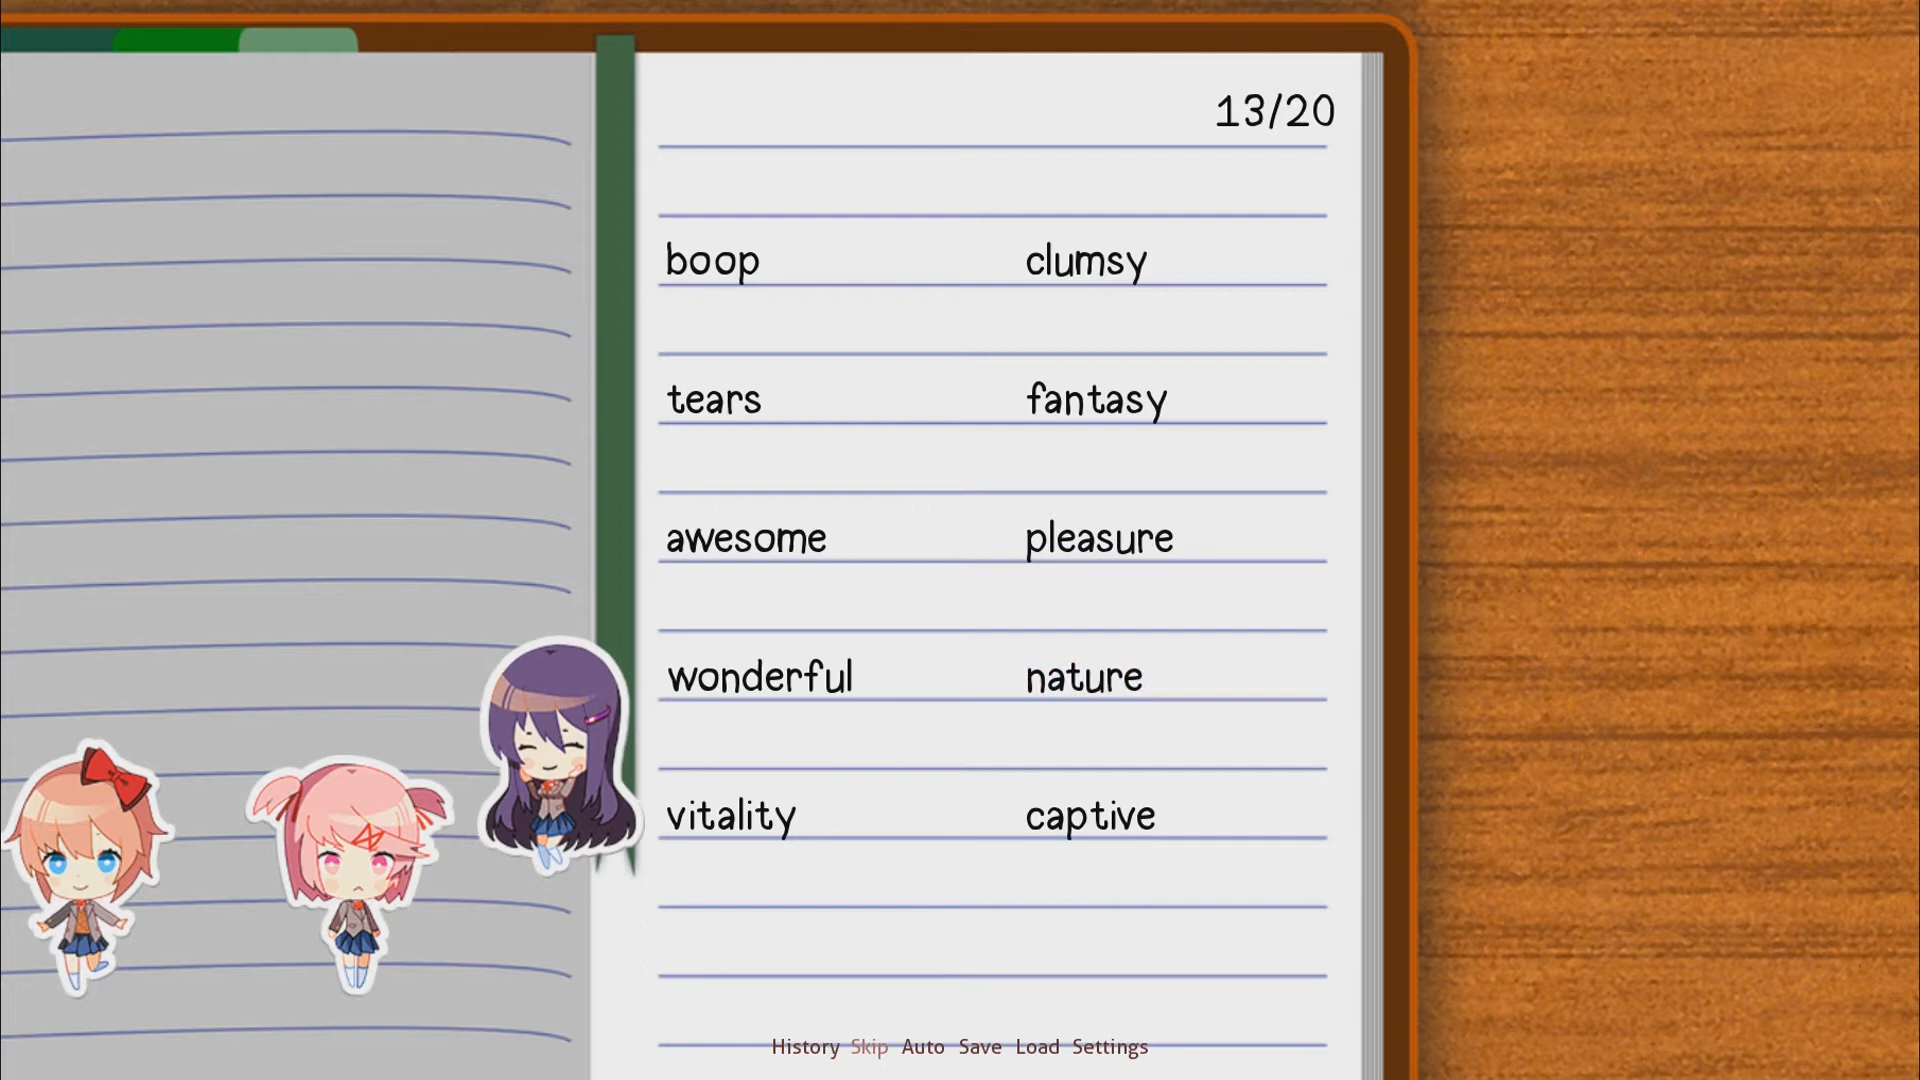 13/20
boop clumsy
tears fantasy
awesome pleasure
wonderful nature
vitality captive
History Skip Auto Save Load Settings